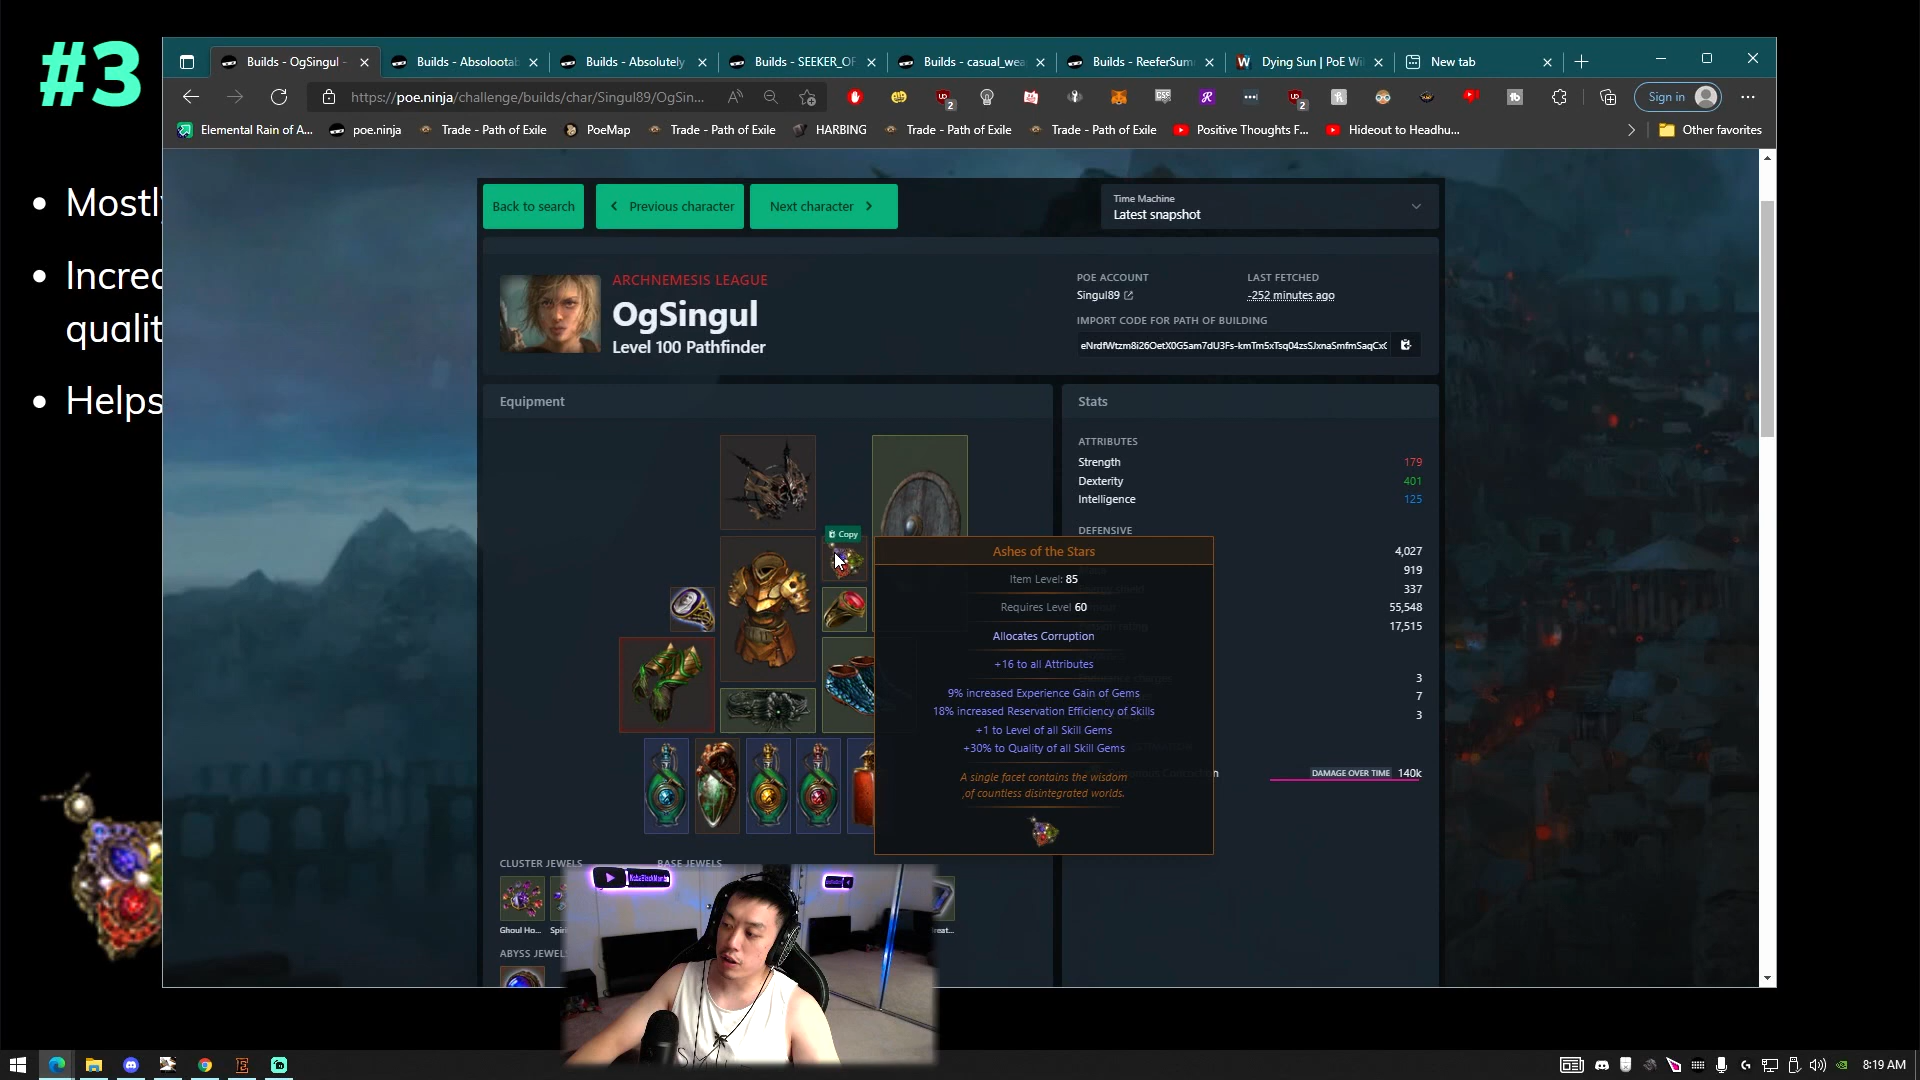 #3
Mostly
Incre
qualit
Helps
Builds - OgSingul -
Builds - Absolootab
Builds - Absolutely
Builds - SEEKER_OF
Builds - casual_wea
Builds - ReeferSum
Dying Sun | PoE Wi
New tab
https://poe.ninja/challenge/builds/char/Singul89/OgSin...
Sign in
Elemental Rain of A...
poe.ninja
Trade - Path of Exile
PoeMap
Trade - Path of Exile
HARBING
Trade - Path of Exile
Trade - Path of Exile
Positive Thoughts F...
Hideout to Headhu...
Other favorites
Back to search
Previous character
Next character
Time Machine
Latest snapshot
ARCHNEMESIS LEAGUE
OgSingul
Level 100 Pathfinder
POE ACCOUNT
Singul89
LAST FETCHED
-252 minutes ago
IMPORT CODE FOR PATH OF BUILDING
Equipment
Stats
ATTRIBUTES
Strength 179
Dexterity 401
Intelligence 125
DEFENSIVE
4,027
919
337
55,548
17,515
3
7
3
DAMAGE OVER TIME 140k
Copy
Ashes of the Stars
Item Level: 85
Requires Level 60
Allocates Corruption
+16 to all Attributes
9% increased Experience Gain of Gems
18% increased Reservation Efficiency of Skills
+1 to Level of all Skill Gems
+30% to Quality of all Skill Gems
A single facet contains the wisdom
of countless disintegrated worlds.
CLUSTER JEWELS
BASE JEWELS
Ghoul Ho...
Spiri
reat...
ABYSS JEWEL
8:19 AM